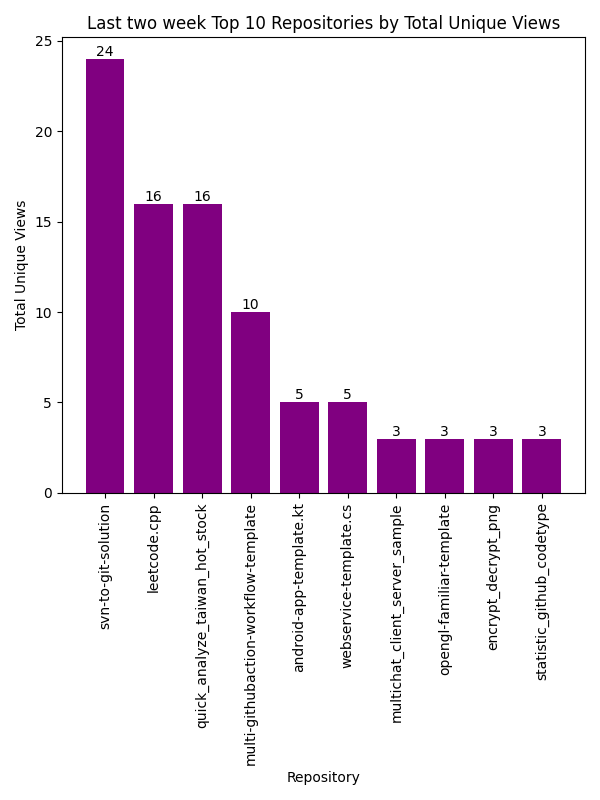 Last two week Top 10 Repositories by Total Unique Views
Total Unique Views
25
20
15
10
5
0
24
16
16
10
5
5
3
3
3
3
svn-to-git-solution
leetcode.cpp
quick_analyze_taiwan_hot_stock
multi-githubaction-workflow-template
android-app-template.kt
webservice-template.cs
multichat_client_server_sample
opengl-familiar-template
encrypt_decrypt_png
statistic_github_codetype
Repository